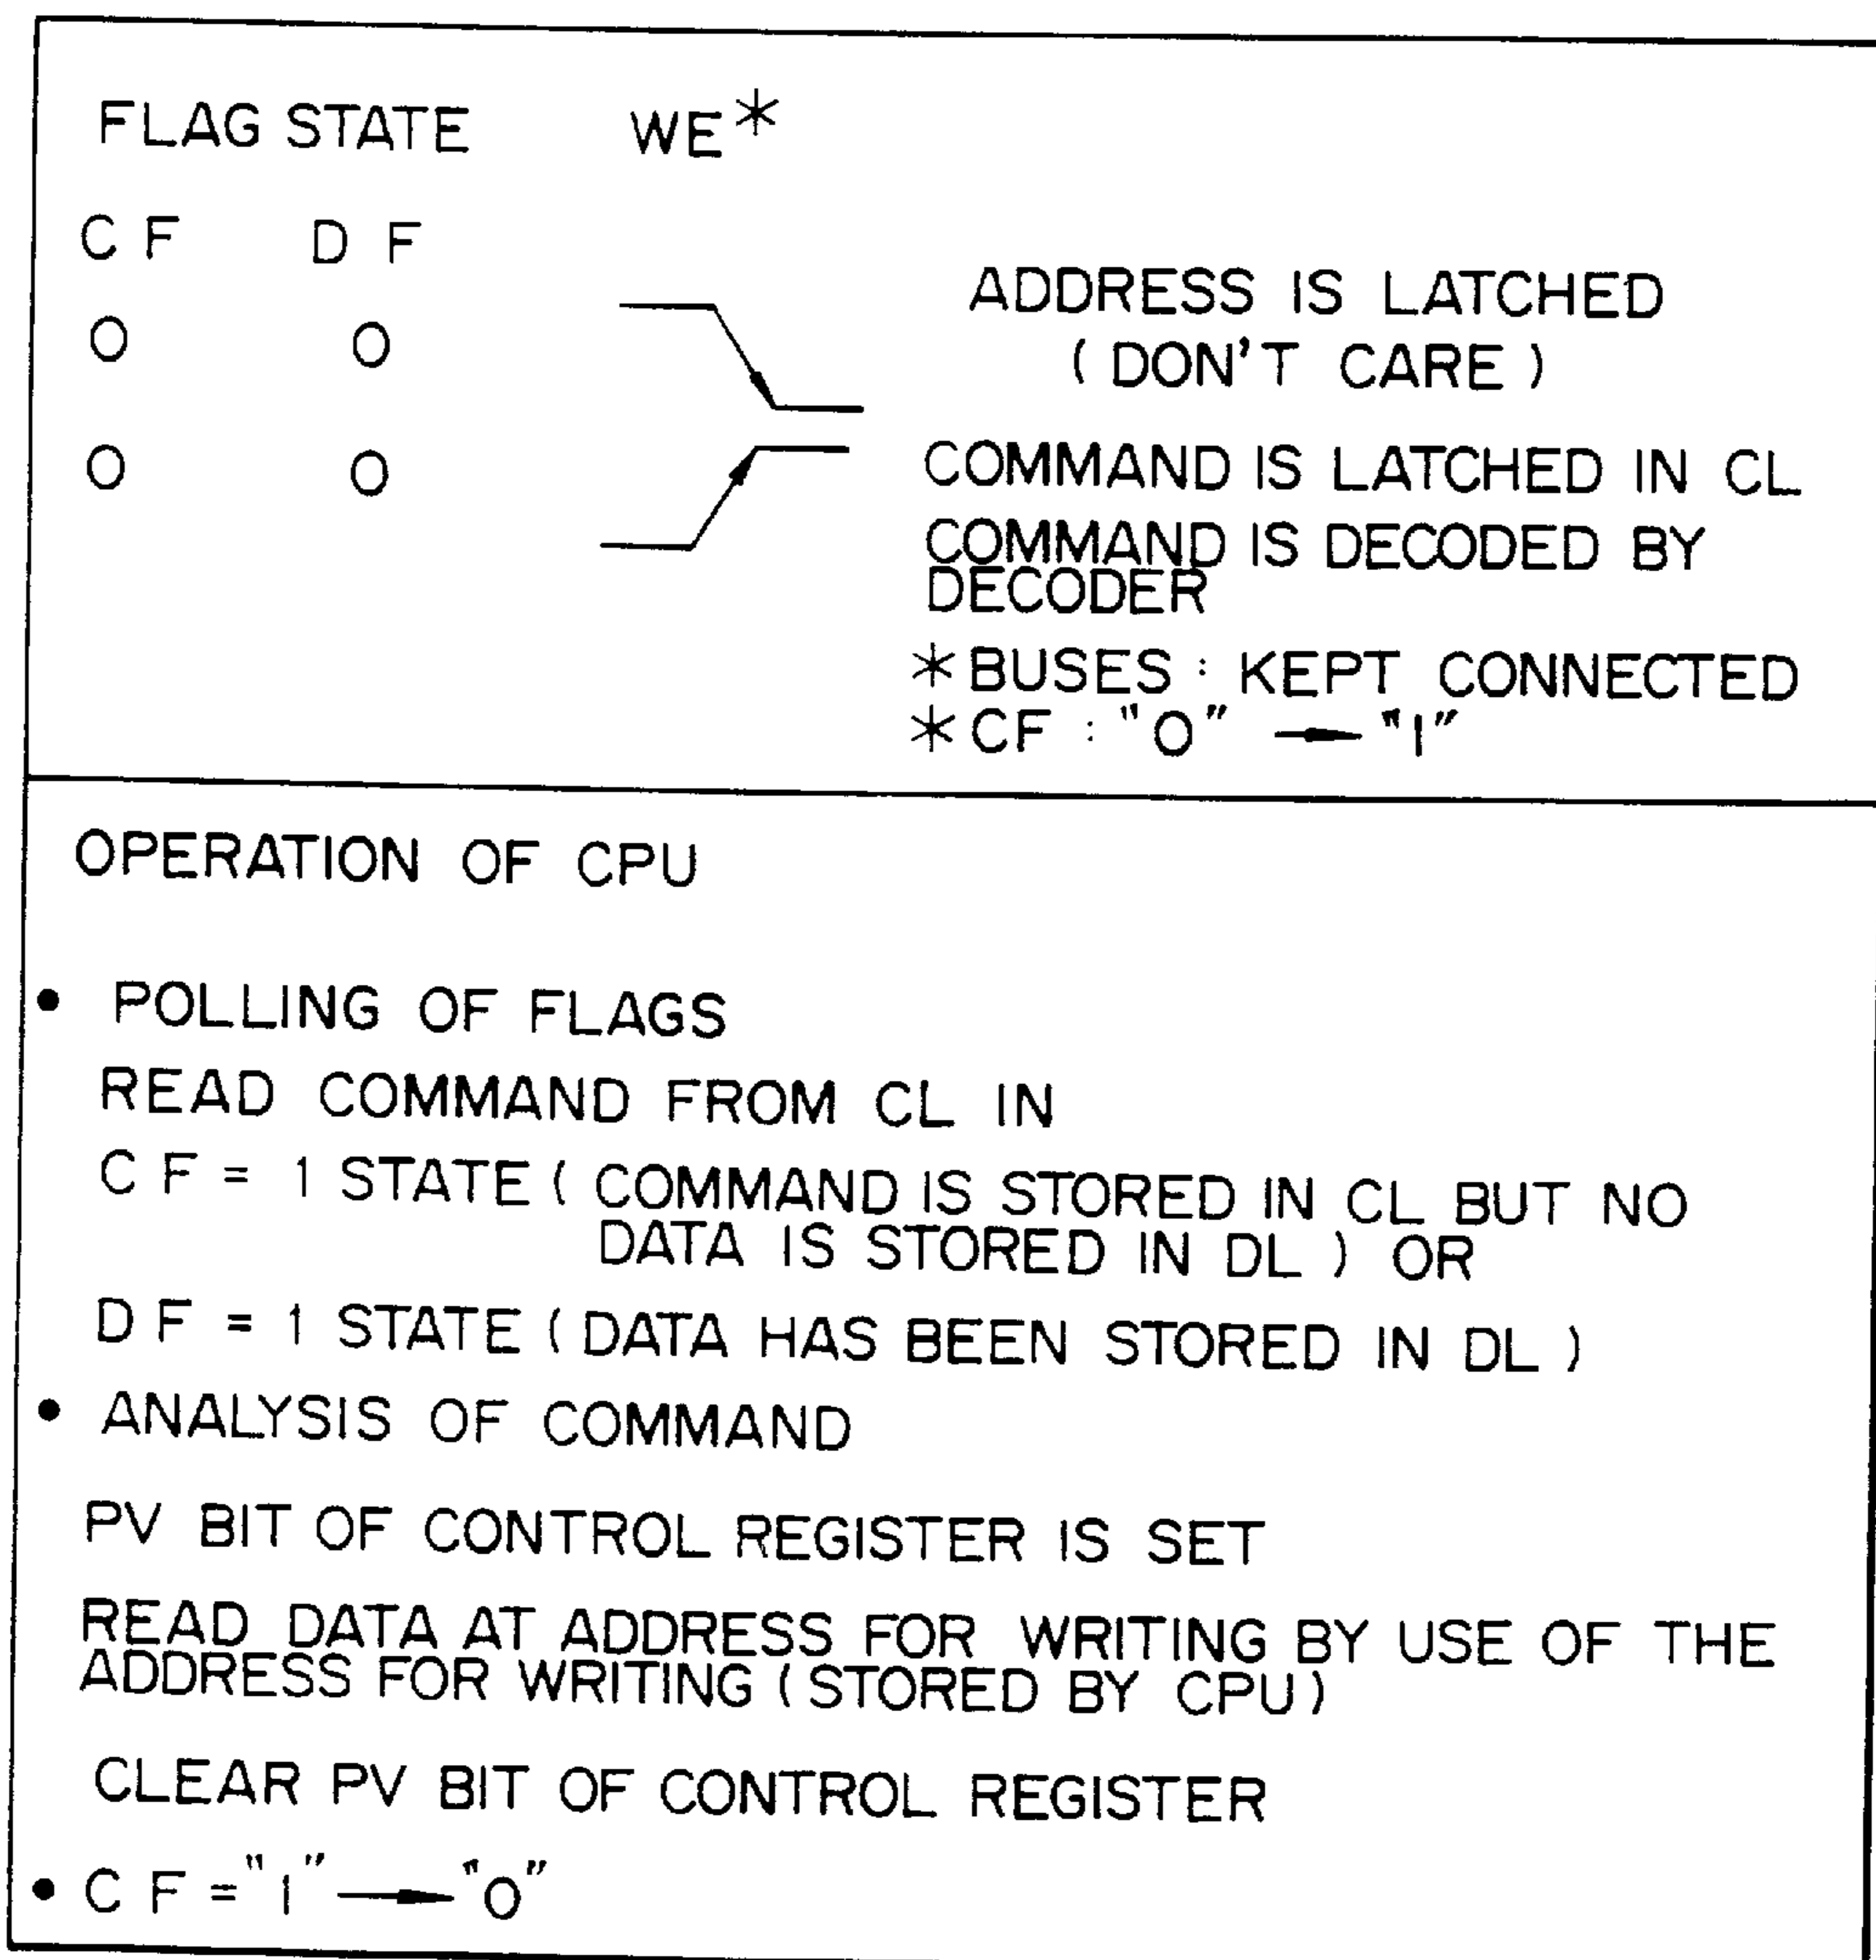 FLAG STATE WE*
C F D F
0 0 ADDRESS IS LATCHED
( DON'T CARE )
0 0 COMMAND IS LATCHED IN CL
COMMAND IS DECODED BY
DECODER
* BUSES : KEPT CONNECTED
* CF : "0" → "1"
OPERATION OF CPU
• POLLING OF FLAGS
READ COMMAND FROM CL IN
C F = 1 STATE ( COMMAND IS STORED IN CL BUT NO
DATA IS STORED IN DL ) OR
D F = 1 STATE ( DATA HAS BEEN STORED IN DL )
• ANALYSIS OF COMMAND
PV BIT OF CONTROL REGISTER IS SET
READ DATA AT ADDRESS FOR WRITING BY USE OF THE
ADDRESS FOR WRITING ( STORED BY CPU )
CLEAR PV BIT OF CONTROL REGISTER
• C F = "1" → "0"